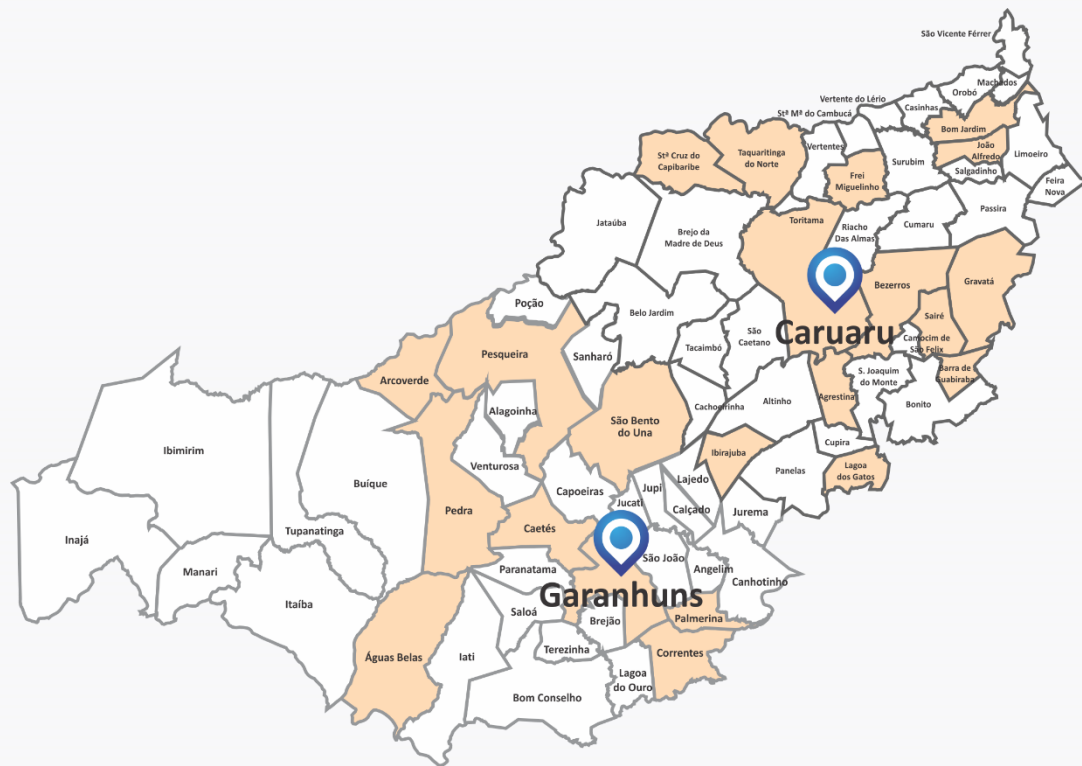 São Vicente Férrer
Machados
Orobó
Vertente do Lério
Casinhas
Stª Mª do Cambucá
Bom Jardim
Vertentes
João
Alfredo
Limoeiro
Surubim
Stª Cruz do
Capibaribe
Taquaritinga
do Norte
Salgadinho
Frei
Miguelinho
Feira
Nova
Passira
Toritama
Cumaru
Jataúba
Riacho
Das Almas
Brejo da
Madre de Deus
Bezerros
Gravatá
Poção
Belo Jardim
Sairé
São
Caetano
Caruaru
Camocim de
São Felix
Tacaimbó
Pesqueira
Sanharó
Barra de
Guabiraba
S. Joaquim
do Monte
Arcoverde
Agrestina
Altinho
Bonito
Cachoeirinha
Alagoinha
São Bento
do Una
Cupira
Ibimirim
Ibirajuba
Lagoa
dos Gatos
Venturosa
Panelas
Lajedo
Jupi
Buíque
Capoeiras
Jucati
Calçado
Jurema
Pedra
Caetés
Tupanatinga
Inajá
São João
Angelim
Manari
Paranatama
Canhotinho
Garanhuns
Itaíba
Saloá
Brejão
Palmerina
Terezinha
Correntes
Águas Belas
Iati
Lagoa
do Ouro
Bom Conselho